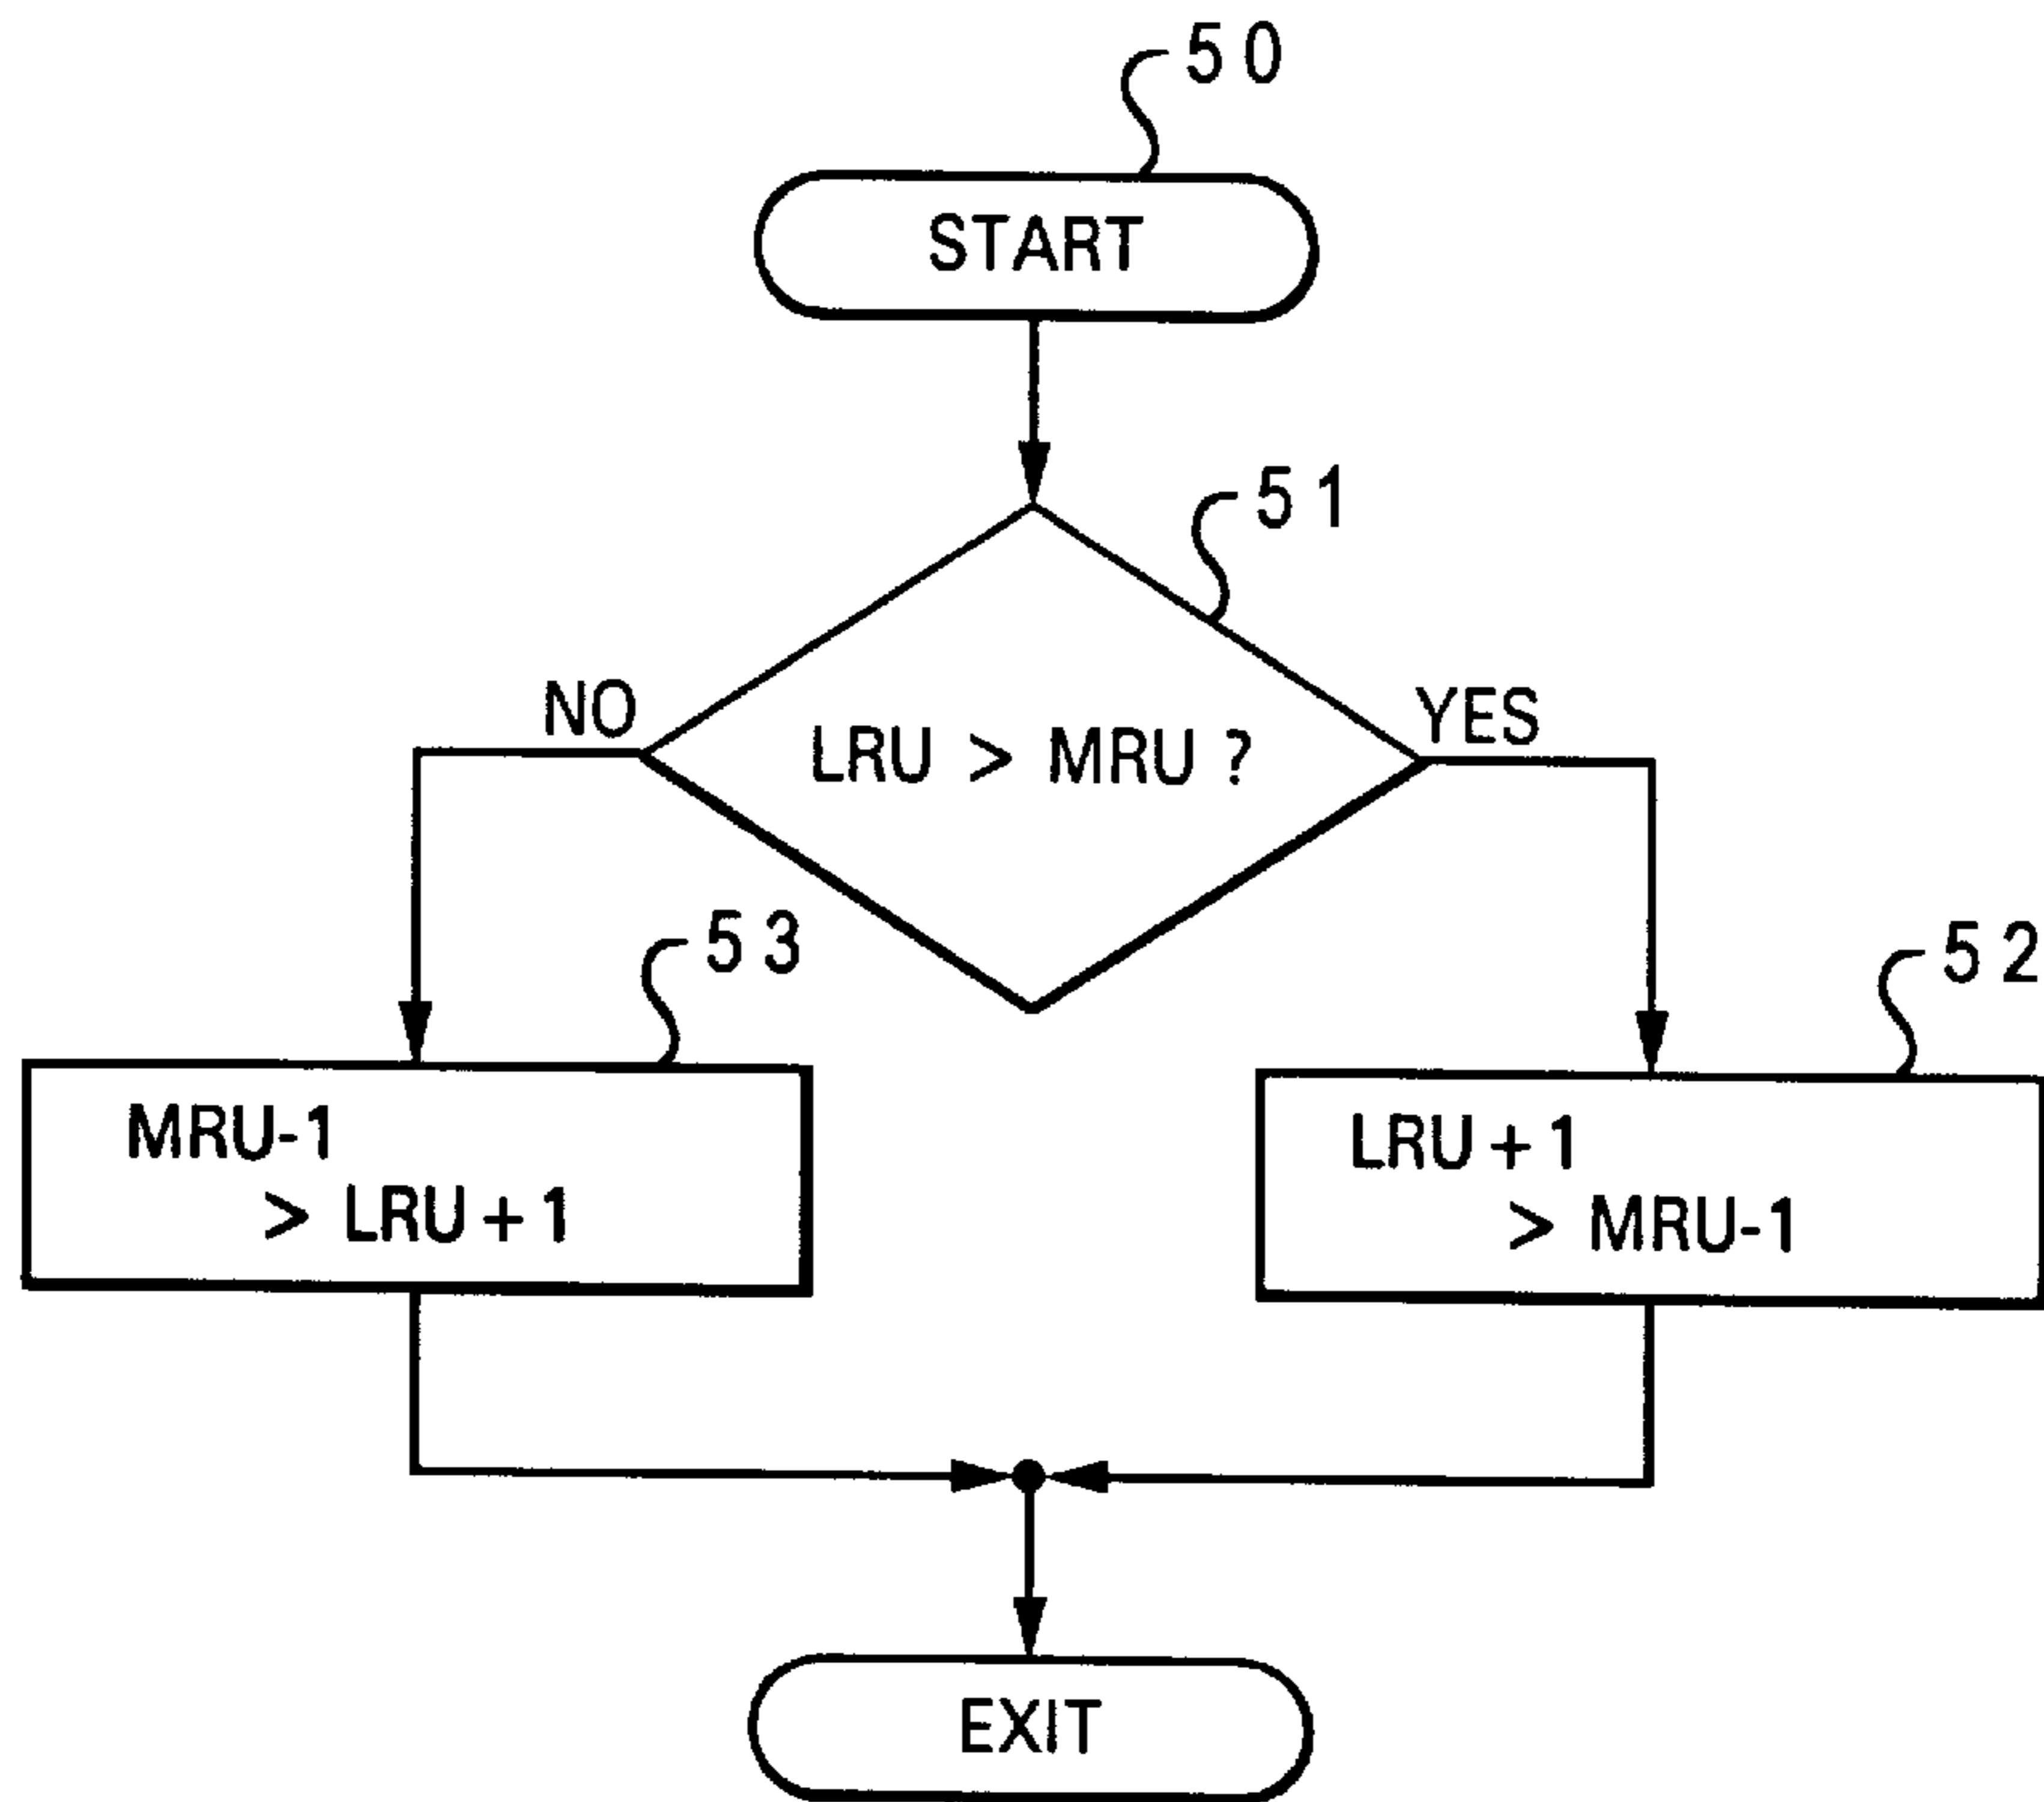 50
START
51
NO
YES
LRU > MRU ?
53
52
MRU-1
> LRU+1
LRU+1
> MRU-1
EXIT